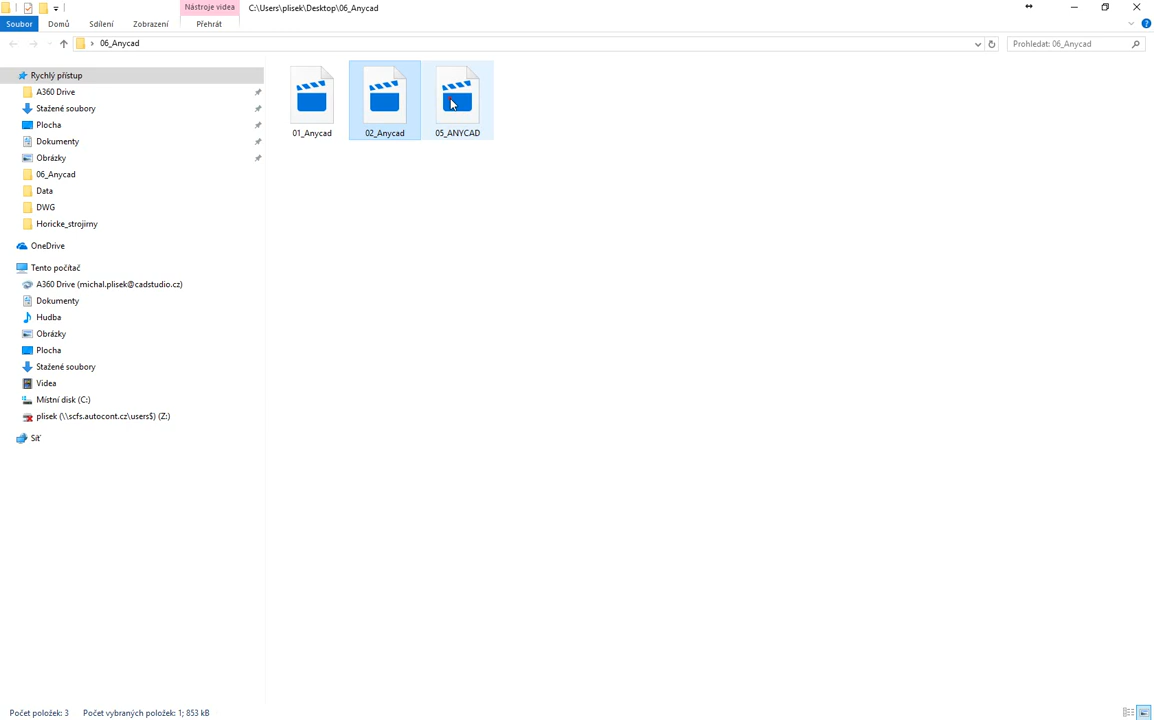 Nástroje videa
C:\Users\plisek\Desktop\06_Anycad
Soubor
Domů
Sdílení
Zobrazení
Přehrát
06_Anycad
Prohledat: 06_Anycad
Rychlý přístup
A360 Drive
Stažené soubory
Plocha
Dokumenty
Obrázky
06_Anycad
Data
DWG
Horicke_strojirny
OneDrive
Tento počítač
A360 Drive (michal.plisek@cadstudio.cz)
Dokumenty
Hudba
Obrázky
Plocha
Stažené soubory
Videa
Místní disk (C:)
plisek (\\scfs.autocont.cz\users$) (Z:)
Síť
01_Anycad
02_Anycad
05_ANYCAD
Počet položek: 3
Počet vybraných položek: 1; 853 kB